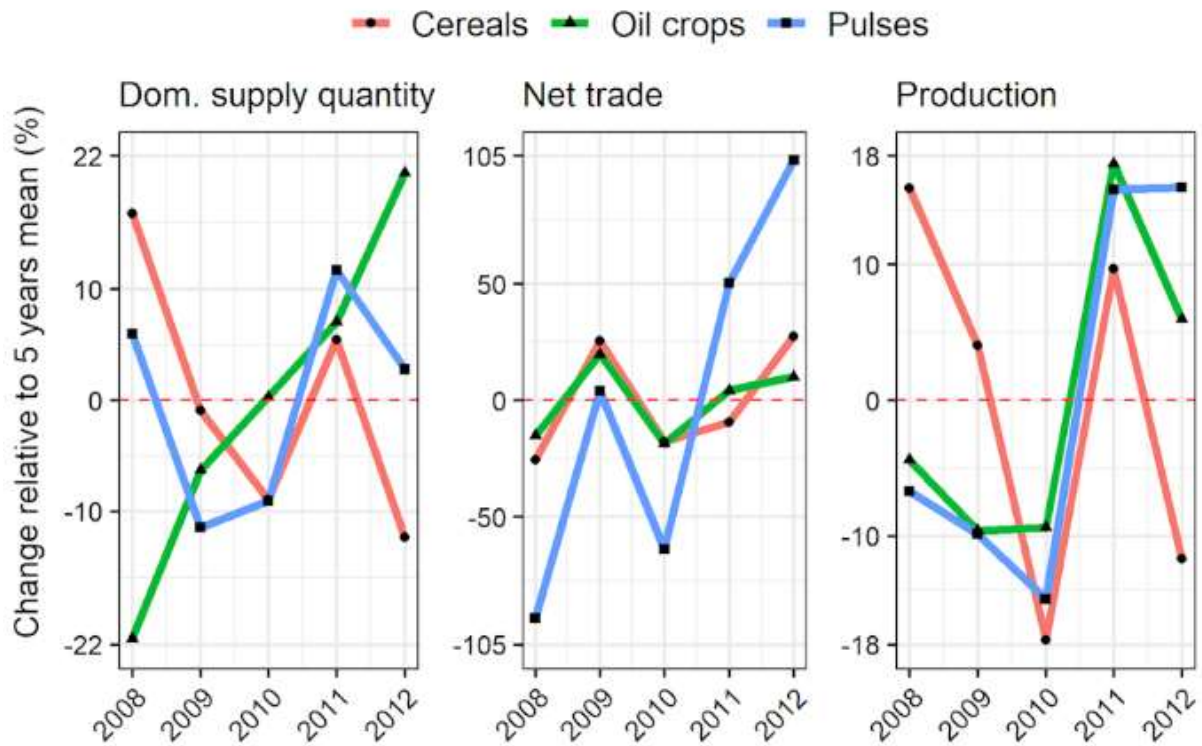 Cereals Oil crops Pulses
Dom. supply quantity Net trade Production
Change relative to 5 years mean (%)
22 105 18
10 50 10
0 0 0
-10 -50 -10
-22 -105 -18
2008 2009 2010 2011 2012 2008 2009 2010 2011 2012 2008 2009 2010 2011 2012